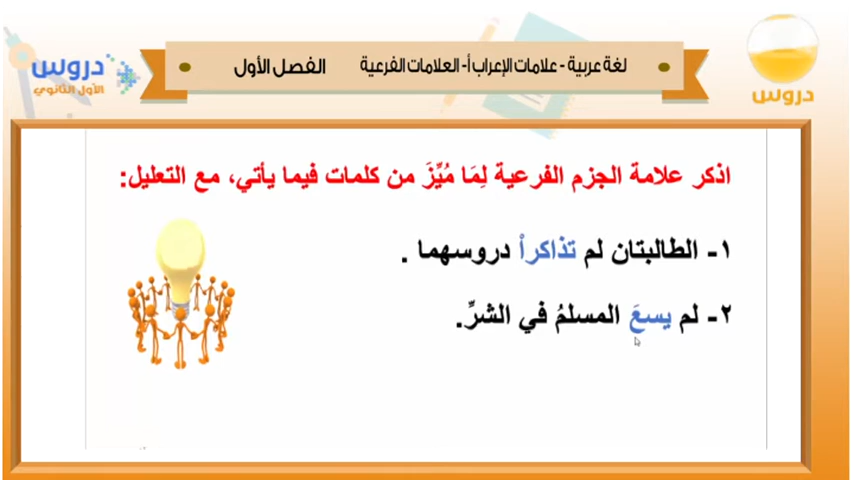 دروس
الأول الثانوي
لغة عربية - علامات الإعراب أ- العلامات الفرعية الفصل الأول
دروس
اذكر علامة الجزم الفرعية لِمَا مُيِّزَ من كلمات فيما يأتي، مع التعليل:
١- الطالبتان لم تذاكراْ دروسهما .
٢- لم يسعَ المسلمُ في الشرِّ.